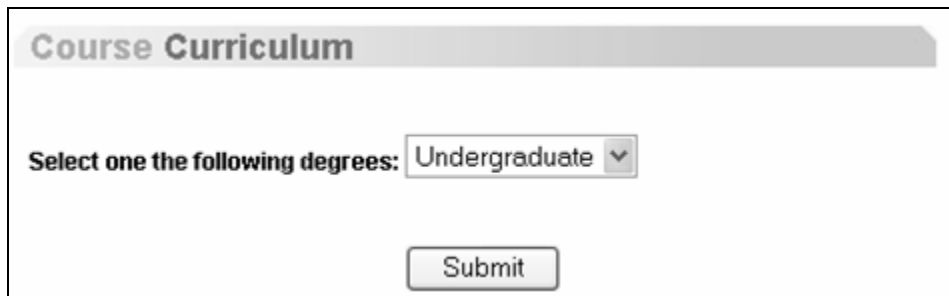 Course Curriculum
Select one the following degrees: Undergraduate
Submit